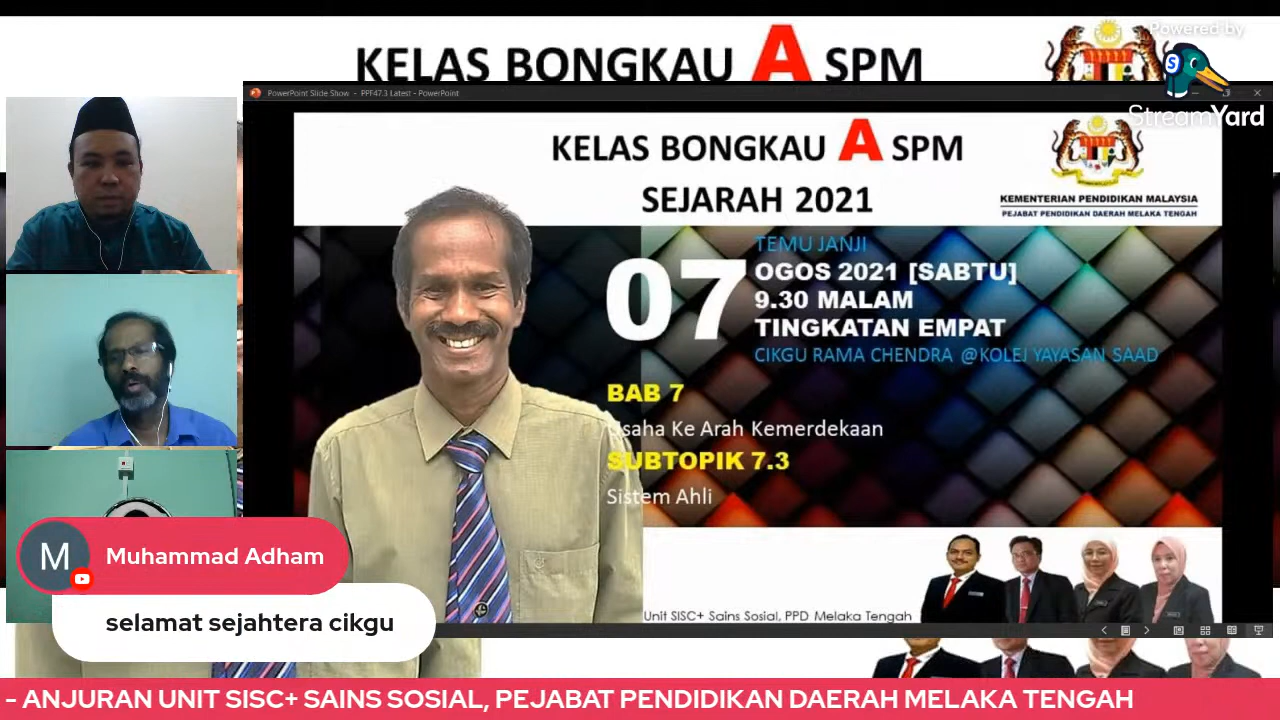 KELAS BONGKAU A SPM
Powered by
StreamYard
PowerPoint Slide Show - PPF47.3 Latest - PowerPoint
KELAS BONGKAU A SPM
SEJARAH 2021
KEMENTERIAN PENDIDIKAN MALAYSIA
PEJABAT PENDIDIKAN DAERAH MELAKA TENGAH
TEMU JANJI
07
OGOS 2021 [SABTU]
9.30 MALAM
TINGKATAN EMPAT
CIKGU RAMA CHENDRA @KOLEJ YAYASAN SAAD
BAB 7
Usaha Ke Arah Kemerdekaan
SUBTOPIK 7.3
Sistem Ahli
M
Muhammad Adham
selamat sejahtera cikgu
Unit SISC+ Sains Sosial, PPD Melaka Tengah
- ANJURAN UNIT SISC+ SAINS SOSIAL, PEJABAT PENDIDIKAN DAERAH MELAKA TENGAH